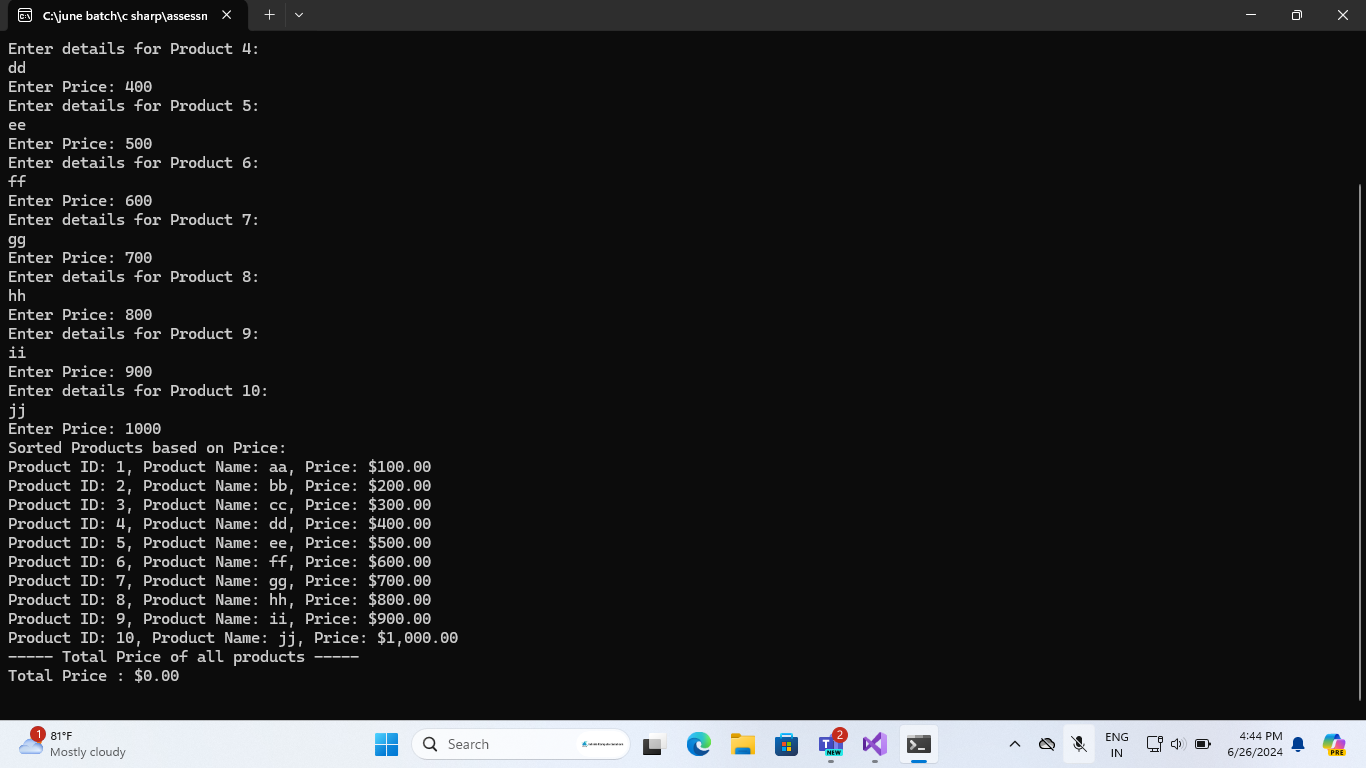 C:\june batch\c sharp\assessn
Enter details for Product 4:
dd
Enter Price: 400
Enter details for Product 5:
ee
Enter Price: 500
Enter details for Product 6:
ff
Enter Price: 600
Enter details for Product 7:
gg
Enter Price: 700
Enter details for Product 8:
hh
Enter Price: 800
Enter details for Product 9:
ii
Enter Price: 900
Enter details for Product 10:
jj
Enter Price: 1000
Sorted Products based on Price:
Product ID: 1, Product Name: aa, Price: $100.00
Product ID: 2, Product Name: bb, Price: $200.00
Product ID: 3, Product Name: cc, Price: $300.00
Product ID: 4, Product Name: dd, Price: $400.00
Product ID: 5, Product Name: ee, Price: $500.00
Product ID: 6, Product Name: ff, Price: $600.00
Product ID: 7, Product Name: gg, Price: $700.00
Product ID: 8, Product Name: hh, Price: $800.00
Product ID: 9, Product Name: ii, Price: $900.00
Product ID: 10, Product Name: jj, Price: $1,000.00
----- Total Price of all products -----
Total Price : $0.00
1
81°F
Mostly cloudy
Search
2
NEW
ENG
IN
4:44 PM
6/26/2024
PRE